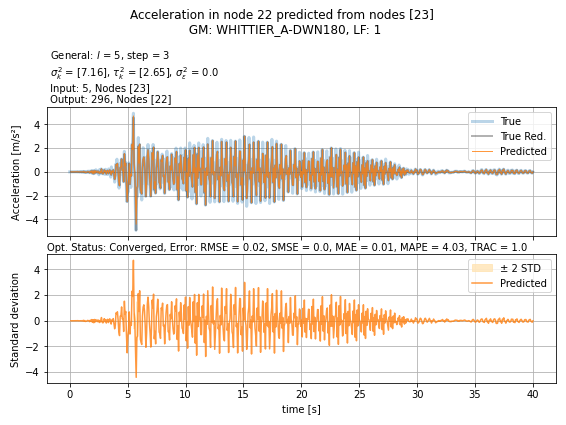 Acceleration in node 22 predicted from nodes [23]
GM: WHITTIER_A-DWN180, LF: 1
General: l = 5, step = 3
σ²ₖ = [7.16], τ²ₖ = [2.65], σ²ε = 0.0
Input: 5, Nodes [23]
Output: 296, Nodes [22]
Acceleration [m/s²]
4
2
0
−2
−4
True
True Red.
Predicted
Opt. Status: Converged, Error: RMSE = 0.02, SMSE = 0.0, MAE = 0.01, MAPE = 4.03, TRAC = 1.0
Standard deviation
4
2
0
−2
−4
± 2 STD
Predicted
0 5 10 15 20 25 30 35 40
time [s]